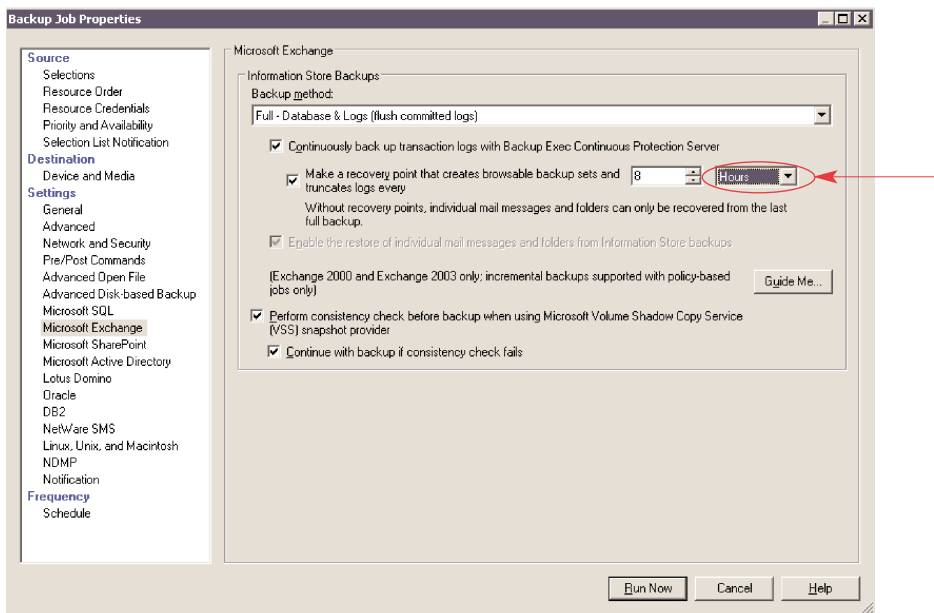 Backup Job Properties
Source
Selections
Resource Order
Resource Credentials
Priority and Availability
Selection List Notification
Destination
Device and Media
Settings
General
Advanced
Network and Security
Pre/Post Commands
Advanced Open File
Advanced Disk-based Backup
Microsoft SQL
Microsoft Exchange
Microsoft SharePoint
Microsoft Active Directory
Lotus Domino
Oracle
DB2
NetWare SMS
Linux, Unix, and Macintosh
NDMP
Notification
Frequency
Schedule
Microsoft Exchange
Information Store Backups
Backup method:
Full - Database & Logs (flush committed logs)
Continuously back up transaction logs with Backup Exec Continuous Protection Server
Make a recovery point that creates browsable backup sets and 8 Hours
truncates logs every
Without recovery points, individual mail messages and folders can only be recovered from the last
full backup.
Enable the restore of individual mail messages and folders from Information Store backups
(Exchange 2000 and Exchange 2003 only; incremental backups supported with policy-based
jobs only)
Guide Me...
Perform consistency check before backup when using Microsoft Volume Shadow Copy Service
(VSS) snapshot provider
Continue with backup if consistency check fails
Run Now Cancel Help